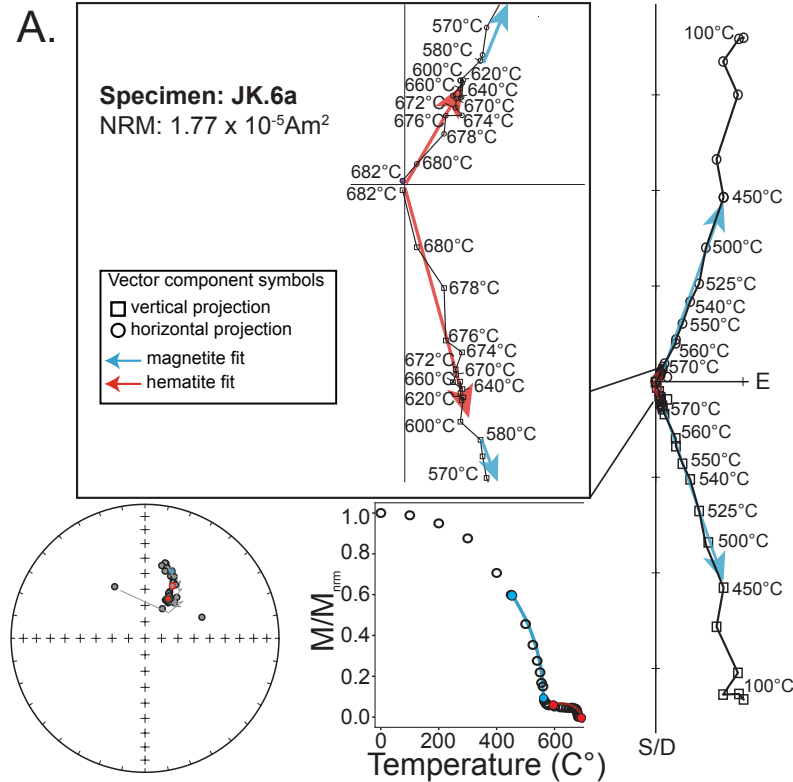 A.
Specimen: JK.6a
NRM: 1.77 x 10⁻⁵Am²
570°C
580°C
600°C
620°C
660°C
640°C
672°C
670°C
676°C
674°C
678°C
680°C
682°C
682°C
680°C
678°C
676°C
674°C
672°C
670°C
660°C
640°C
620°C
600°C
580°C
570°C
Vector component symbols
vertical projection
horizontal projection
magnetite fit
hematite fit
100°C
450°C
500°C
525°C
540°C
550°C
560°C
570°C
E
570°C
560°C
550°C
540°C
525°C
500°C
450°C
100°C
S/D
M/Mnrm
1.0
0.8
0.6
0.4
0.2
0.0
0 200 400 600
Temperature (C°)